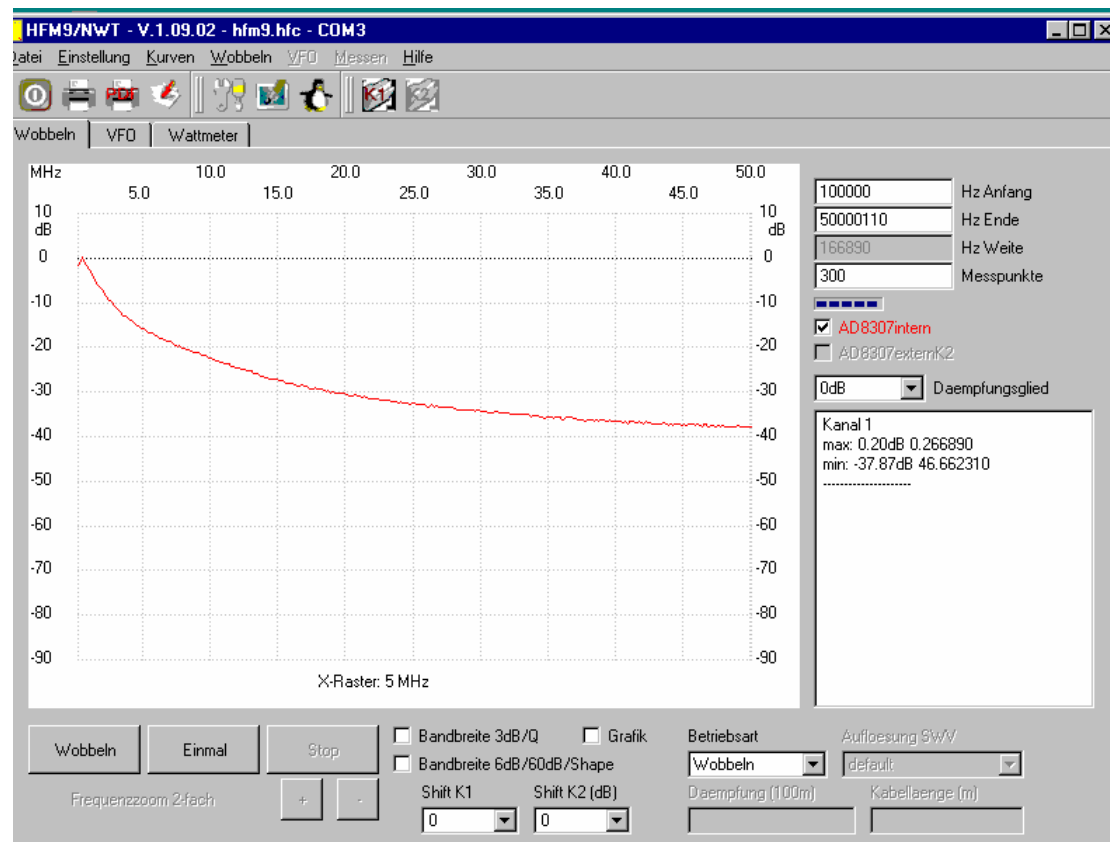 HFM9/NWT - V.1.09.02 - hfm9.hfc - COM3
Datei Einstellung Kurven Wobbeln VFO Messen Hilfe
PDF K1 K2
Wobbeln VFO Wattmeter
MHz 10.0 20.0 30.0 40.0 50.0
5.0 15.0 25.0 35.0 45.0
10 10
dB dB
0 0
-10 -10
-20 -20
-30 -30
-40 -40
-50 -50
-60 -60
-70 -70
-80 -80
-90 -90
X-Raster: 5 MHz
100000 Hz Anfang
50000110 Hz Ende
166890 Hz Weite
300 Messpunkte
AD8307intern
AD8307externK2
0dB Daempfungsglied
Kanal 1
max: 0.20dB 0.266890
min: -37.87dB 46.662310
---------------------
Wobbeln Einmal Stop
Frequenzzoom 2-fach + -
Bandbreite 3dB/Q Grafik
Bandbreite 6dB/60dB/Shape
Shift K1 Shift K2 (dB)
0 0
Betriebsart Aufloesung SWV
Wobbeln default
Daempfung (100m) Kabellaenge (m)